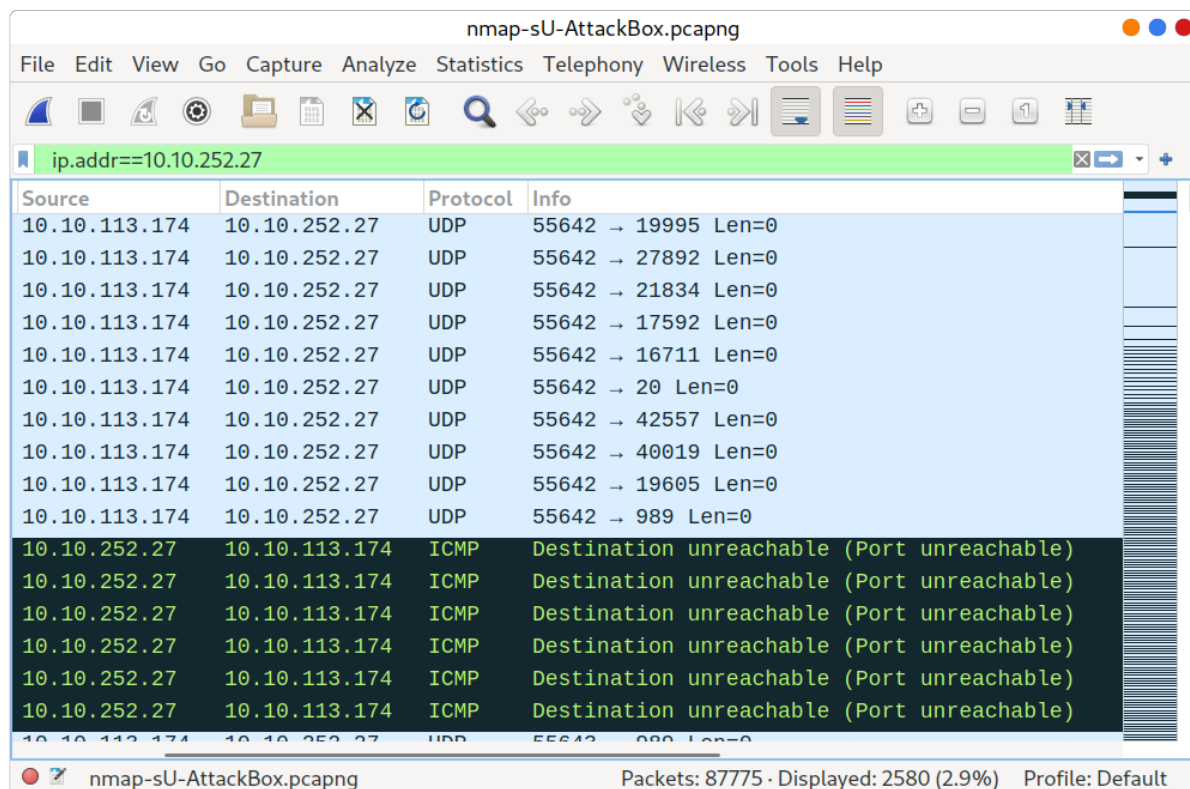 nmap-sU-AttackBox.pcapng
File Edit View Go Capture Analyze Statistics Telephony Wireless Tools Help
ip.addr==10.10.252.27
Source Destination Protocol Info
10.10.113.174 10.10.252.27 UDP 55642 → 19995 Len=0
10.10.113.174 10.10.252.27 UDP 55642 → 27892 Len=0
10.10.113.174 10.10.252.27 UDP 55642 → 21834 Len=0
10.10.113.174 10.10.252.27 UDP 55642 → 17592 Len=0
10.10.113.174 10.10.252.27 UDP 55642 → 16711 Len=0
10.10.113.174 10.10.252.27 UDP 55642 → 20 Len=0
10.10.113.174 10.10.252.27 UDP 55642 → 42557 Len=0
10.10.113.174 10.10.252.27 UDP 55642 → 40019 Len=0
10.10.113.174 10.10.252.27 UDP 55642 → 19605 Len=0
10.10.113.174 10.10.252.27 UDP 55642 → 989 Len=0
10.10.252.27 10.10.113.174 ICMP Destination unreachable (Port unreachable)
10.10.252.27 10.10.113.174 ICMP Destination unreachable (Port unreachable)
10.10.252.27 10.10.113.174 ICMP Destination unreachable (Port unreachable)
10.10.252.27 10.10.113.174 ICMP Destination unreachable (Port unreachable)
10.10.252.27 10.10.113.174 ICMP Destination unreachable (Port unreachable)
10.10.252.27 10.10.113.174 ICMP Destination unreachable (Port unreachable)
10.10.113.174 10.10.252.27 UDP
nmap-sU-AttackBox.pcapng Packets: 87775 · Displayed: 2580 (2.9%) Profile: Default